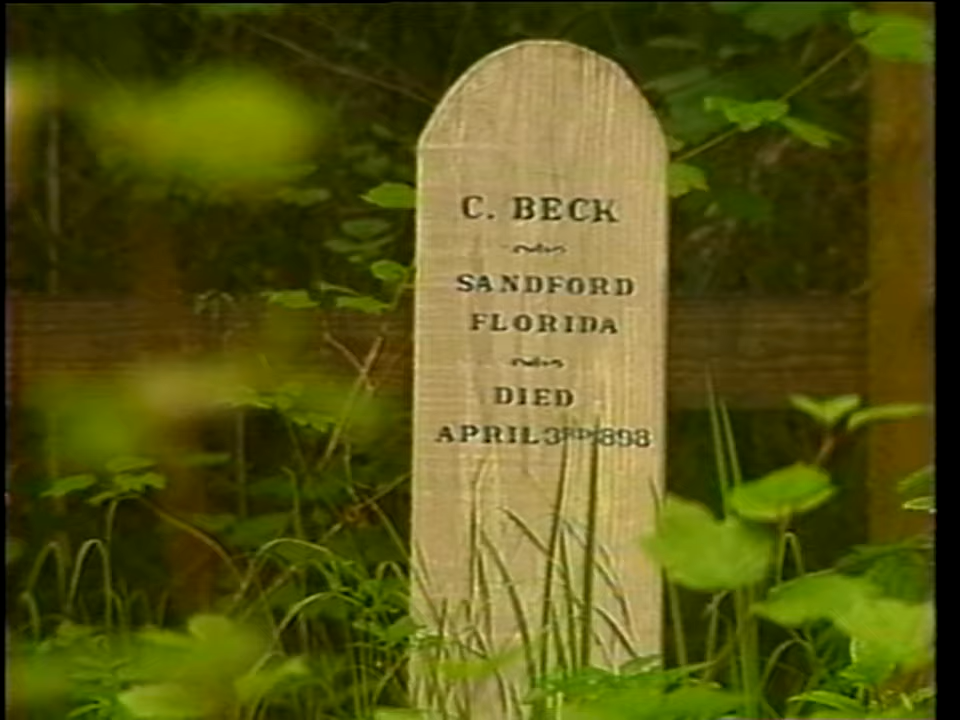 C. BECK
SANDFORD
FLORIDA
DIED
APRIL 3RD 1898